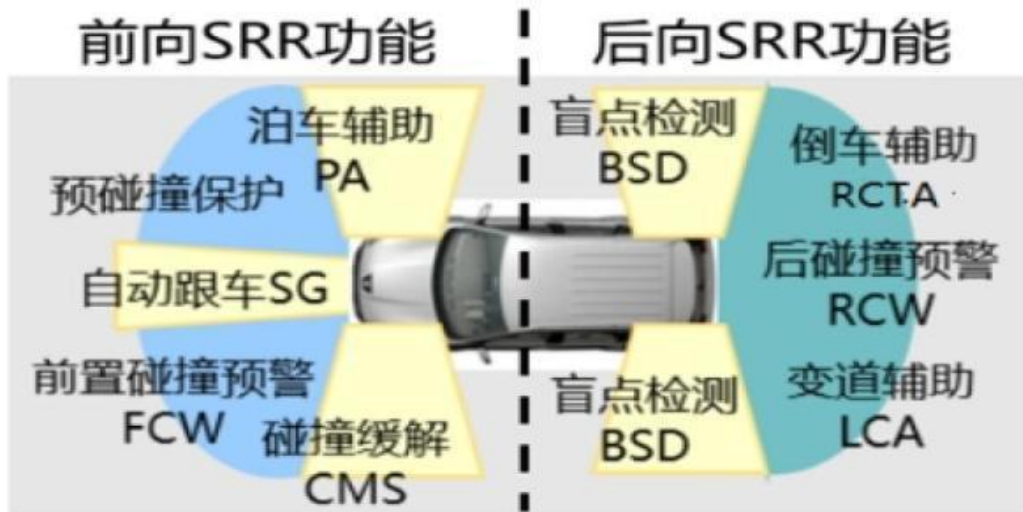 前向SRR功能
后向SRR功能
泊车辅助
PA
预碰撞保护
自动跟车SG
前置碰撞预警
FCW
碰撞缓解
CMS
盲点检测
BSD
倒车辅助
RCTA
后碰撞预警
RCW
盲点检测
BSD
变道辅助
LCA